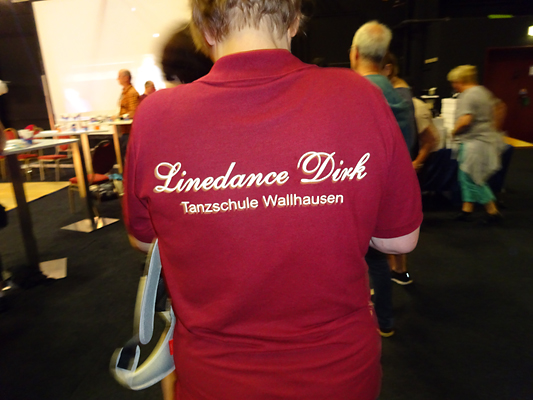 Linedance Dirk
Tanzschule Wallhausen